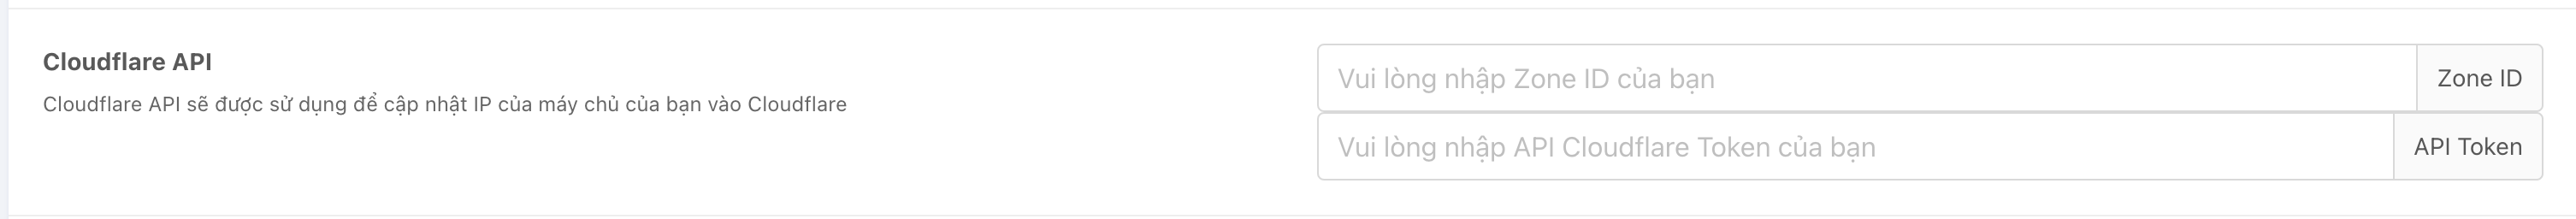 Cloudflare API
Cloudflare API sẽ được sử dụng để cập nhật IP của máy chủ của bạn vào Cloudflare
Vui lòng nhập Zone ID của bạn
Zone ID
Vui lòng nhập API Cloudflare Token của bạn
API Token